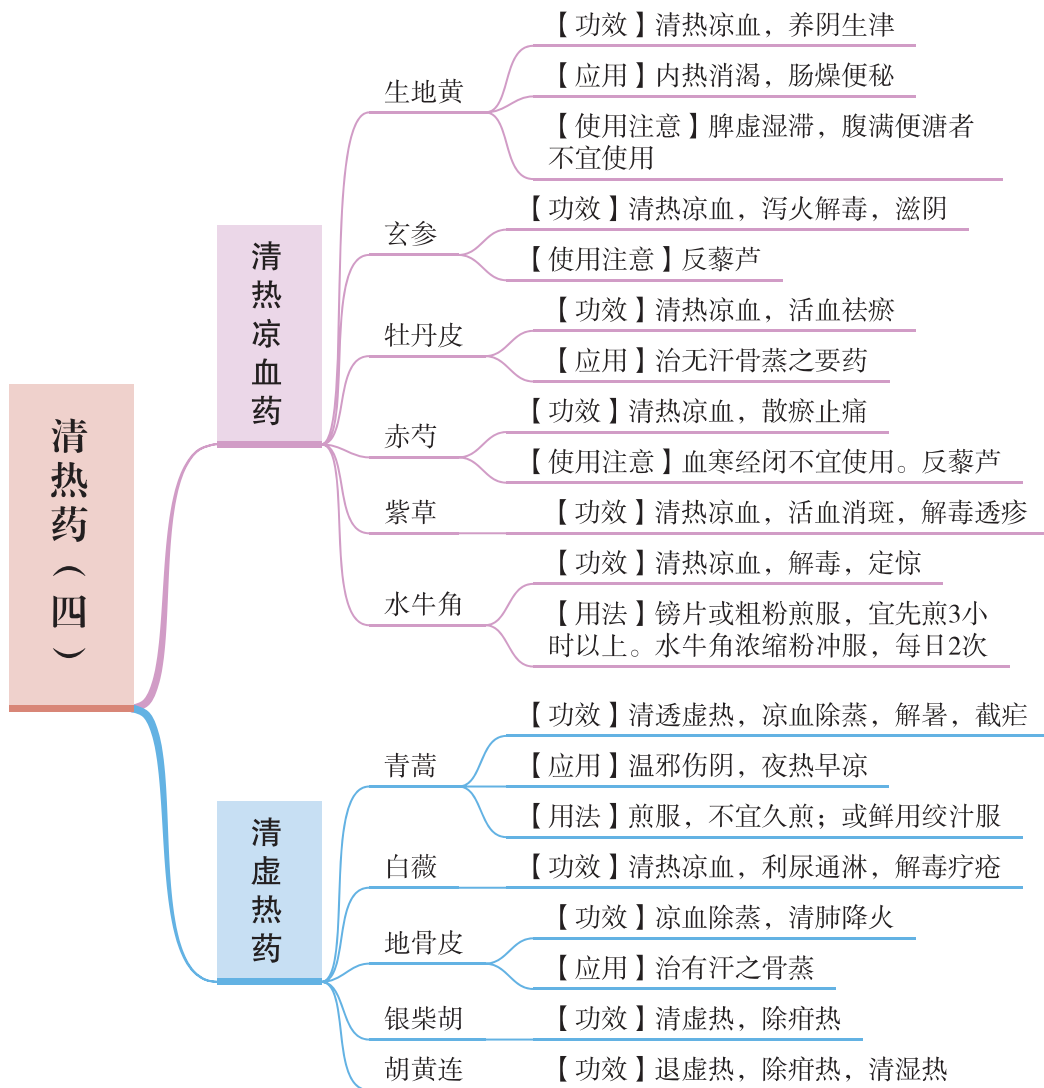 清热药（四）
清热凉血药
生地黄
【功效】清热凉血，养阴生津
【应用】内热消渴，肠燥便秘
【使用注意】脾虚湿滞，腹满便溏者
不宜使用
玄参
【功效】清热凉血，泻火解毒，滋阴
【使用注意】反藜芦
牡丹皮
【功效】清热凉血，活血祛瘀
【应用】治无汗骨蒸之要药
赤芍
【功效】清热凉血，散瘀止痛
【使用注意】血寒经闭不宜使用。反藜芦
紫草
【功效】清热凉血，活血消斑，解毒透疹
水牛角
【功效】清热凉血，解毒，定惊
【用法】镑片或粗粉煎服，宜先煎3小
时以上。水牛角浓缩粉冲服，每日2次
清虚热药
青蒿
【功效】清透虚热，凉血除蒸，解暑，截疟
【应用】温邪伤阴，夜热早凉
【用法】煎服，不宜久煎；或鲜用绞汁服
白薇
【功效】清热凉血，利尿通淋，解毒疗疮
地骨皮
【功效】凉血除蒸，清肺降火
【应用】治有汗之骨蒸
银柴胡
【功效】清虚热，除疳热
胡黄连
【功效】退虚热，除疳热，清湿热